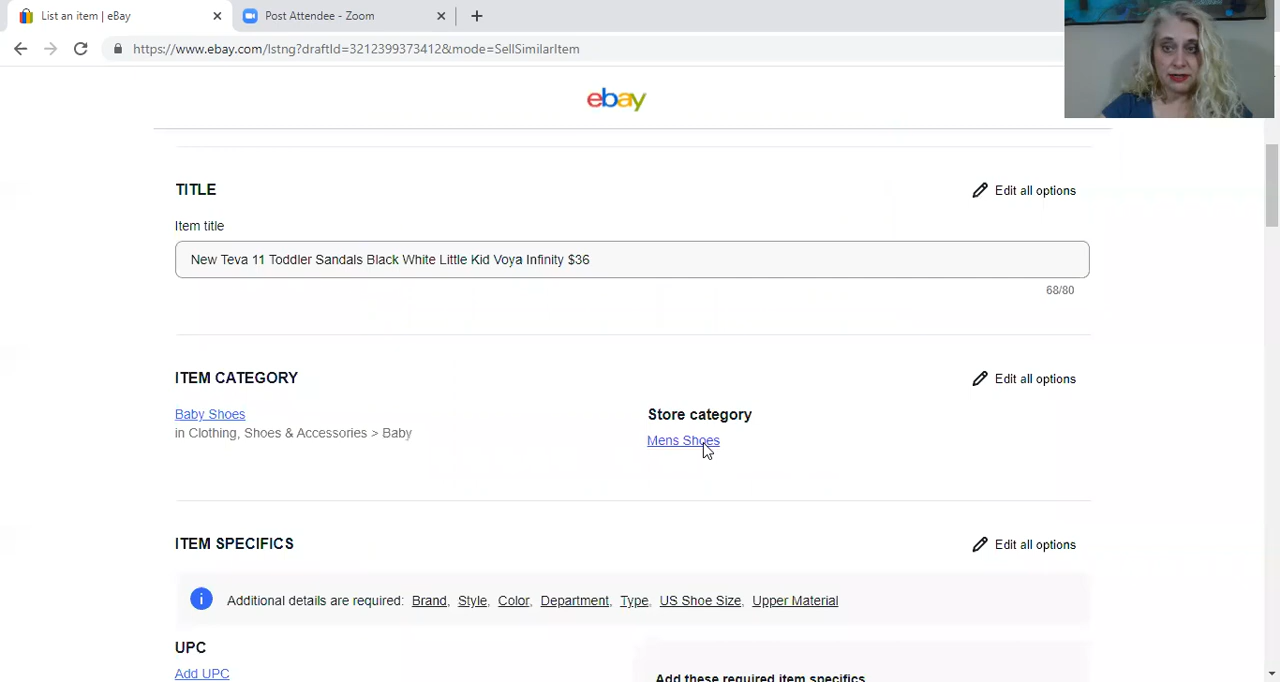 List an item | eBay
Post Attendee - Zoom
https://www.ebay.com/lstng?draftId=3212399373412&mode=SellSimilarItem
ebay
TITLE
Edit all options
Item title
New Teva 11 Toddler Sandals Black White Little Kid Voya Infinity $36
68/80
ITEM CATEGORY
Edit all options
Baby Shoes
in Clothing, Shoes & Accessories > Baby
Store category
Mens Shoes
ITEM SPECIFICS
Edit all options
Additional details are required: Brand, Style, Color, Department, Type, US Shoe Size, Upper Material
UPC
Add UPC
Add these required item specifics